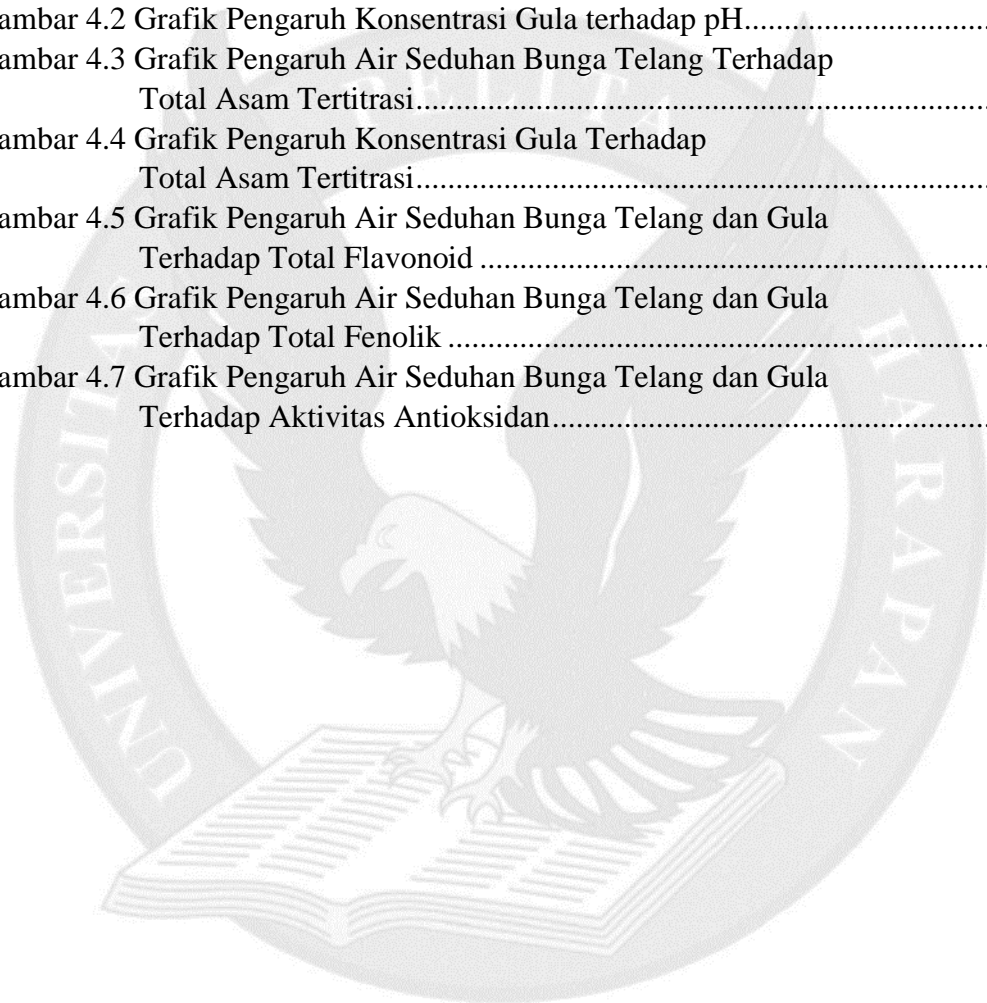 ambar 4.2 Grafik Pengaruh Konsentrasi Gula terhadap pH...............................
ambar 4.3 Grafik Pengaruh Air Seduhan Bunga Telang Terhadap
Total Asam Tertitrasi........................................................................
ambar 4.4 Grafik Pengaruh Konsentrasi Gula Terhadap
Total Asam Tertitrasi........................................................................
ambar 4.5 Grafik Pengaruh Air Seduhan Bunga Telang dan Gula
Terhadap Total Flavonoid ................................................................
ambar 4.6 Grafik Pengaruh Air Seduhan Bunga Telang dan Gula
Terhadap Total Fenolik ....................................................................
ambar 4.7 Grafik Pengaruh Air Seduhan Bunga Telang dan Gula
Terhadap Aktivitas Antioksidan.......................................................
UNIVERSITAS PELITA HARAPAN